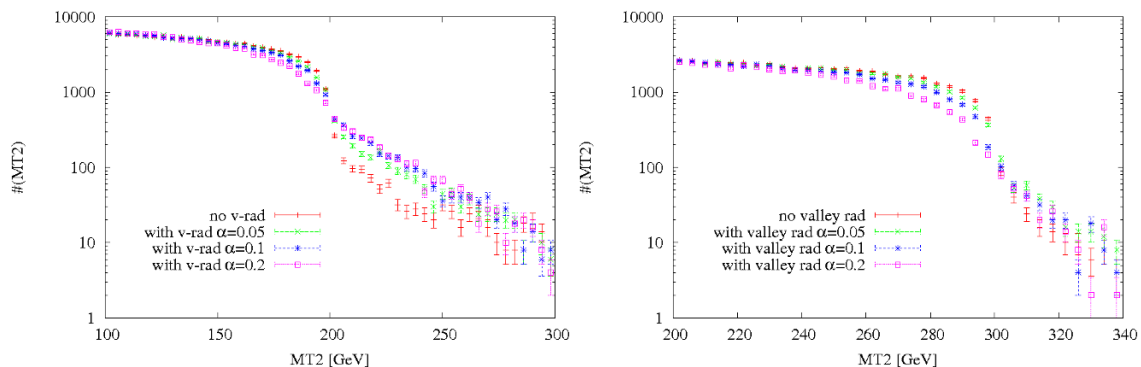 10000
1000
100
10
1
#(MT2)
no v-rad
with v-rad α=0.05
with v-rad α=0.1
with v-rad α=0.2
100 150 200 250 300
MT2 [GeV]
10000
1000
100
10
1
#(MT2)
no valley rad
with valley rad α=0.05
with valley rad α=0.1
with valley rad α=0.2
200 220 240 260 280 300 320 340
MT2 [GeV]